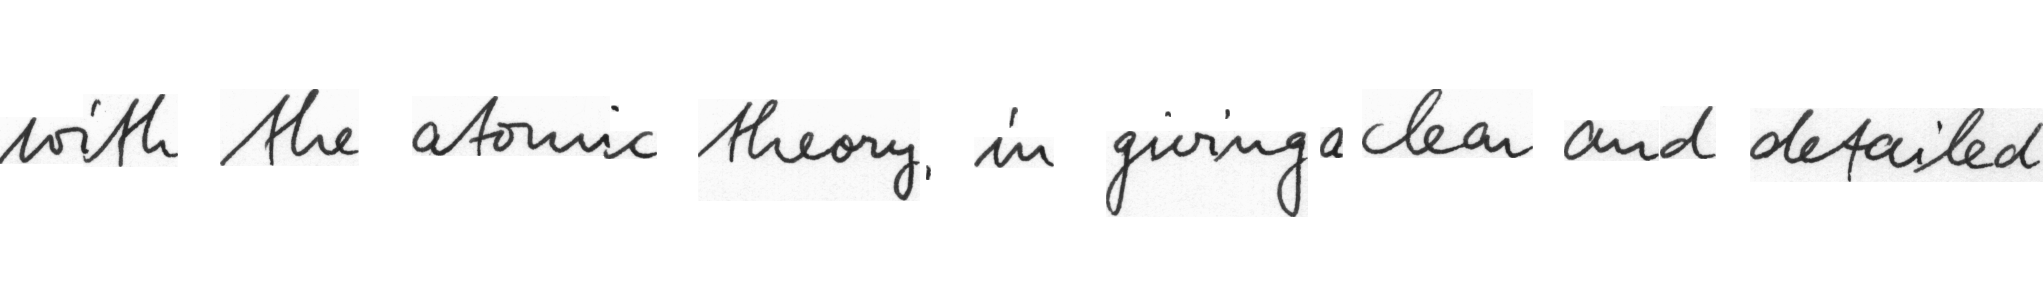 with the atomic theory, in giving a clear and detailed